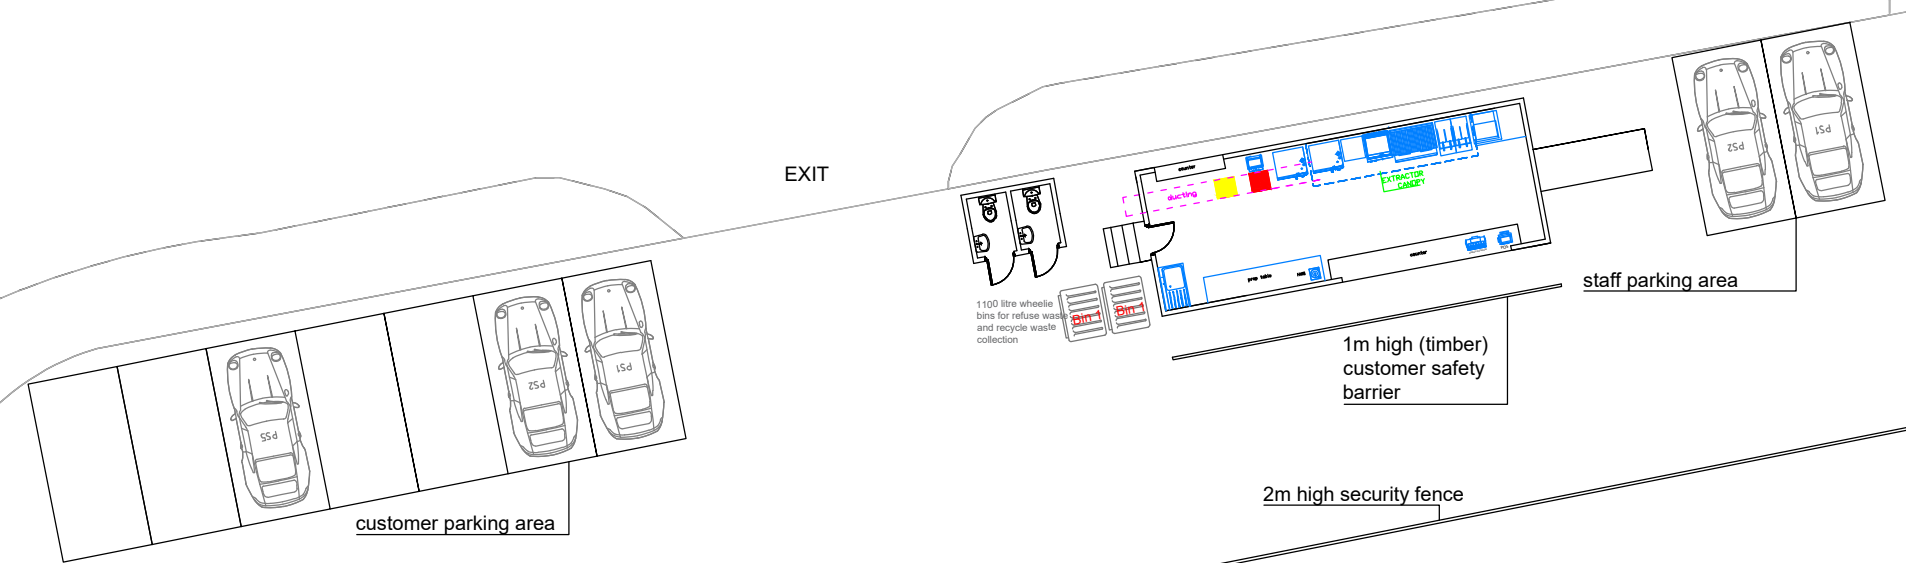 EXIT
PS2
PS1
counter
ducting
EXTRACTOR
CANOPY
counter
prep table
staff parking area
1100 litre wheelie
bins for refuse waste
and recycle waste
collection
Bin 1
Bin 1
1m high (timber)
customer safety
barrier
PS5
PS2
PS1
customer parking area
2m high security fence